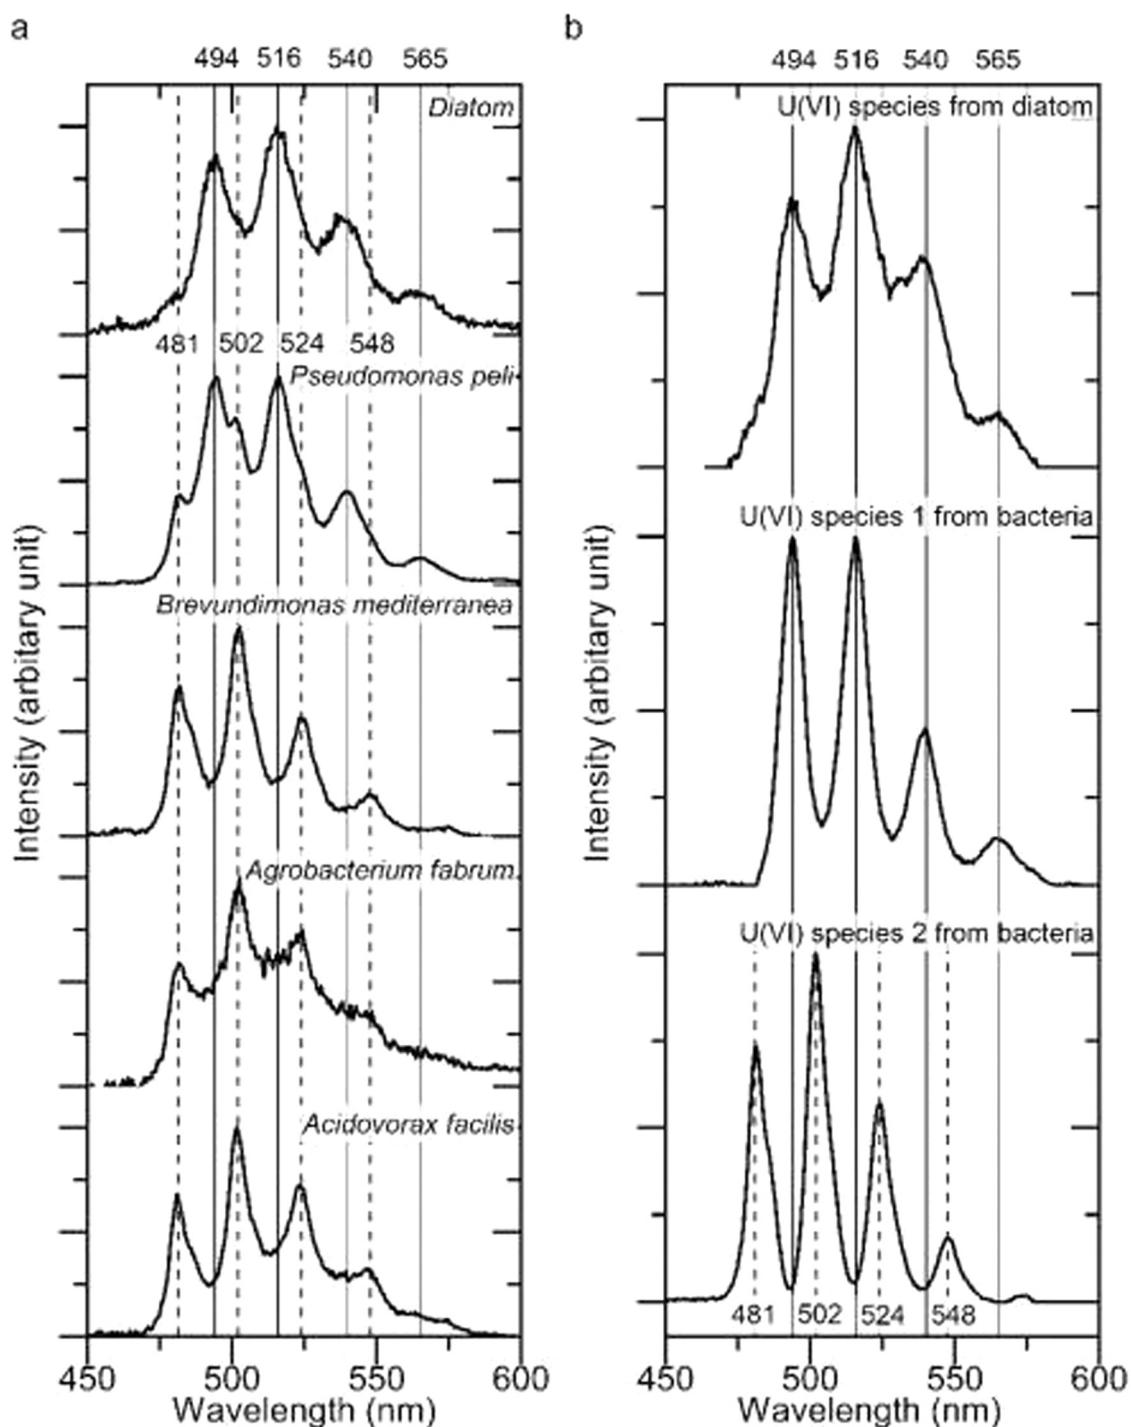 a
494 516 540 565
Diatom
481 502 524 548
Pseudomonas peli
Brevundimonas mediterranea
Agrobacterium fabrum
Acidovorax facilis
Intensity (arbitary unit)
450 500 550 600
Wavelength (nm)
b
494 516 540 565
U(VI) species from diatom
U(VI) species 1 from bacteria
U(VI) species 2 from bacteria
481 502 524 548
Intensity (arbitary unit)
450 500 550 600
Wavelength (nm)